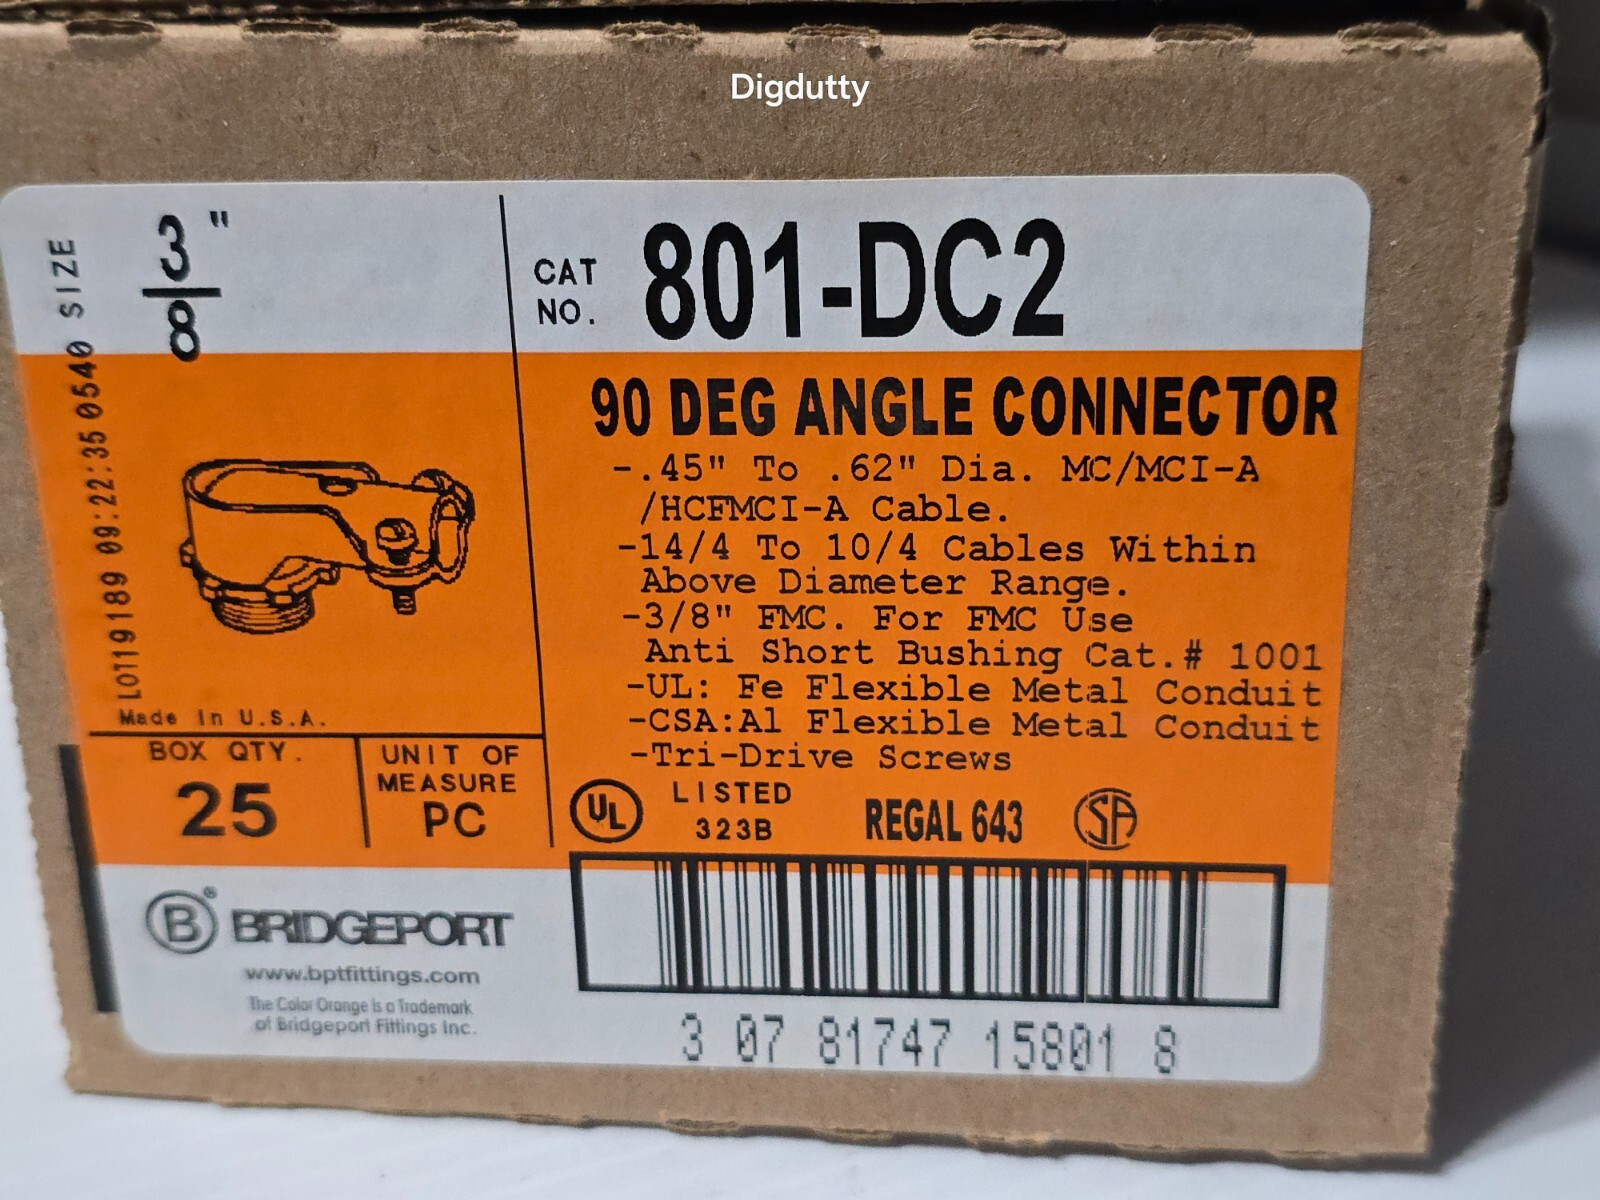 Digdutty
SIZE
3"
8
LOT19189 09:22:35 0540
CAT
NO.
801-DC2
90 DEG ANGLE CONNECTOR
-.45" To .62" Dia. MC/MCI-A
/HCFMCI-A Cable.
-14/4 To 10/4 Cables Within
Above Diameter Range.
-3/8" FMC. For FMC Use
Anti Short Bushing Cat.# 1001
-UL: Fe Flexible Metal Conduit
-CSA:Al Flexible Metal Conduit
-Tri-Drive Screws
Made In U.S.A.
BOX QTY.
25
UNIT OF
MEASURE
PC
UL
LISTED
323B
REGAL 643
SA
B® BRIDGEPORT
www.bptfittings.com
The Color Orange Is a Trademark
of Bridgeport Fittings Inc.
3 07 81747 15801 8